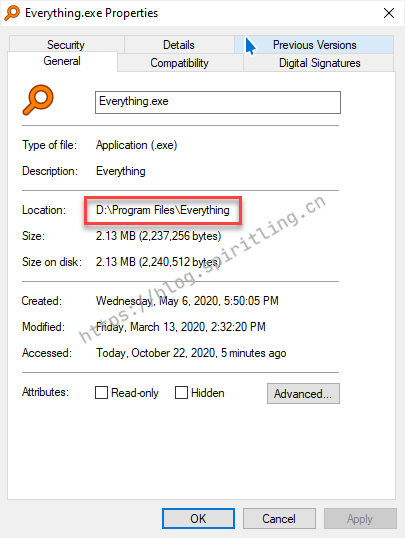 Everything.exe Properties
Security Details Previous Versions
General Compatibility Digital Signatures
Everything.exe
Type of file: Application (.exe)
Description: Everything
Location: D:\Program Files\Everything
Size: 2.13 MB (2,237,256 bytes)
Size on disk: 2.13 MB (2,240,512 bytes)
Created: Wednesday, May 6, 2020, 5:50:05 PM
Modified: Friday, March 13, 2020, 2:32:20 PM
Accessed: Today, October 22, 2020, 5 minutes ago
Attributes: Read-only Hidden Advanced...
OK Cancel Apply
https://blog.spiritling.cn